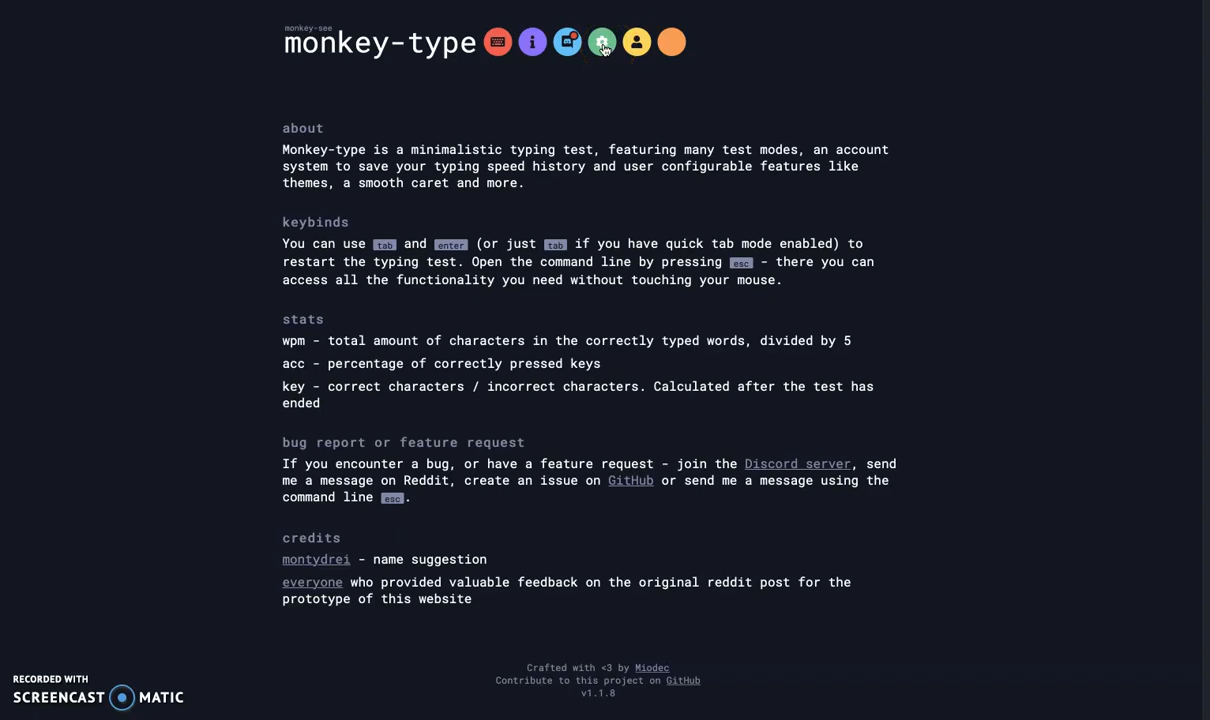 monkey-see
monkey-type
about
Monkey-type is a minimalistic typing test, featuring many test modes, an account
system to save your typing speed history and user configurable features like
themes, a smooth caret and more.
keybinds
You can use tab and enter (or just tab if you have quick tab mode enabled) to
restart the typing test. Open the command line by pressing esc - there you can
access all the functionality you need without touching your mouse.
stats
wpm - total amount of characters in the correctly typed words, divided by 5
acc - percentage of correctly pressed keys
key - correct characters / incorrect characters. Calculated after the test has
ended
bug report or feature request
If you encounter a bug, or have a feature request - join the Discord server, send
me a message on Reddit, create an issue on GitHub or send me a message using the
command line esc.
credits
montydrei - name suggestion
everyone who provided valuable feedback on the original reddit post for the
prototype of this website
Crafted with <3 by Miodec
Contribute to this project on GitHub
v1.1.8
RECORDED WITH
SCREENCAST MATIC